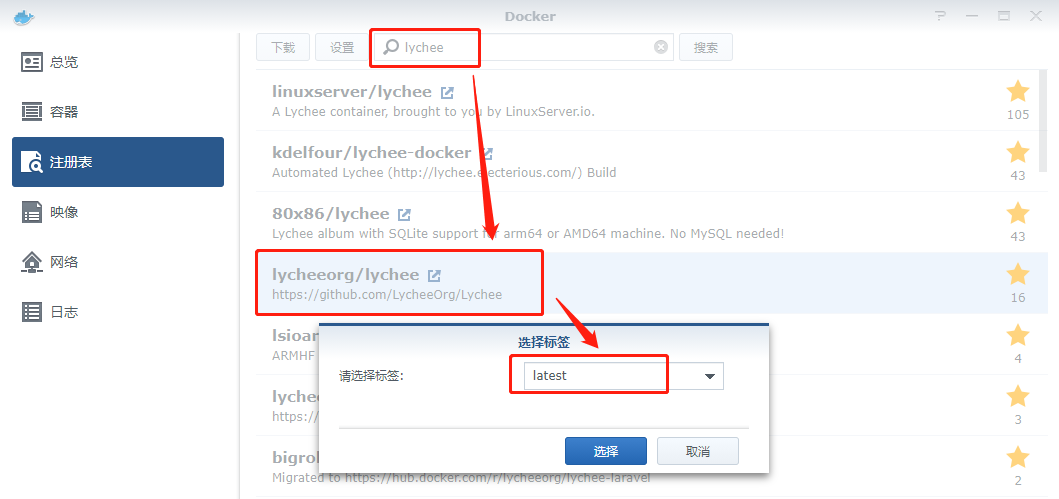 Docker
总览
容器
注册表
映像
网络
日志
下载
设置
lychee
搜索
linuxserver/lychee
A Lychee container, brought to you by LinuxServer.io.
105
kdelfour/lychee-docker
Automated Lychee (http://lychee.electerious.com/) Build
43
80x86/lychee
Lychee album with SQLite support for arm64 or AMD64 machine. No MySQL needed!
43
lycheeorg/lychee
https://github.com/LycheeOrg/Lychee
16
lsioar
ARMHF
4
lychee
https:/
3
bigrol
Migrated to https://hub.docker.com/r/lycheeorg/lychee-laravel
2
选择标签
请选择标签:
latest
选择
取消